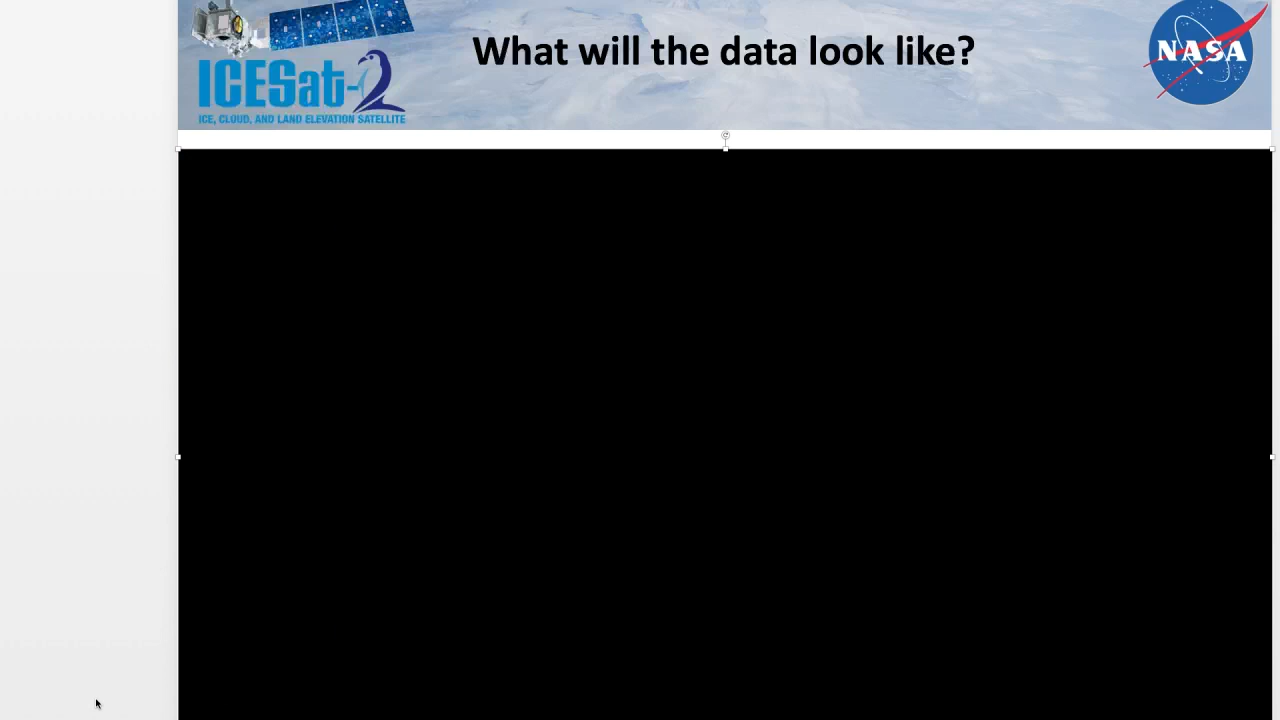 What will the data look like?
NASA
ICESat-2
ICE, CLOUD, AND LAND ELEVATION SATELLITE